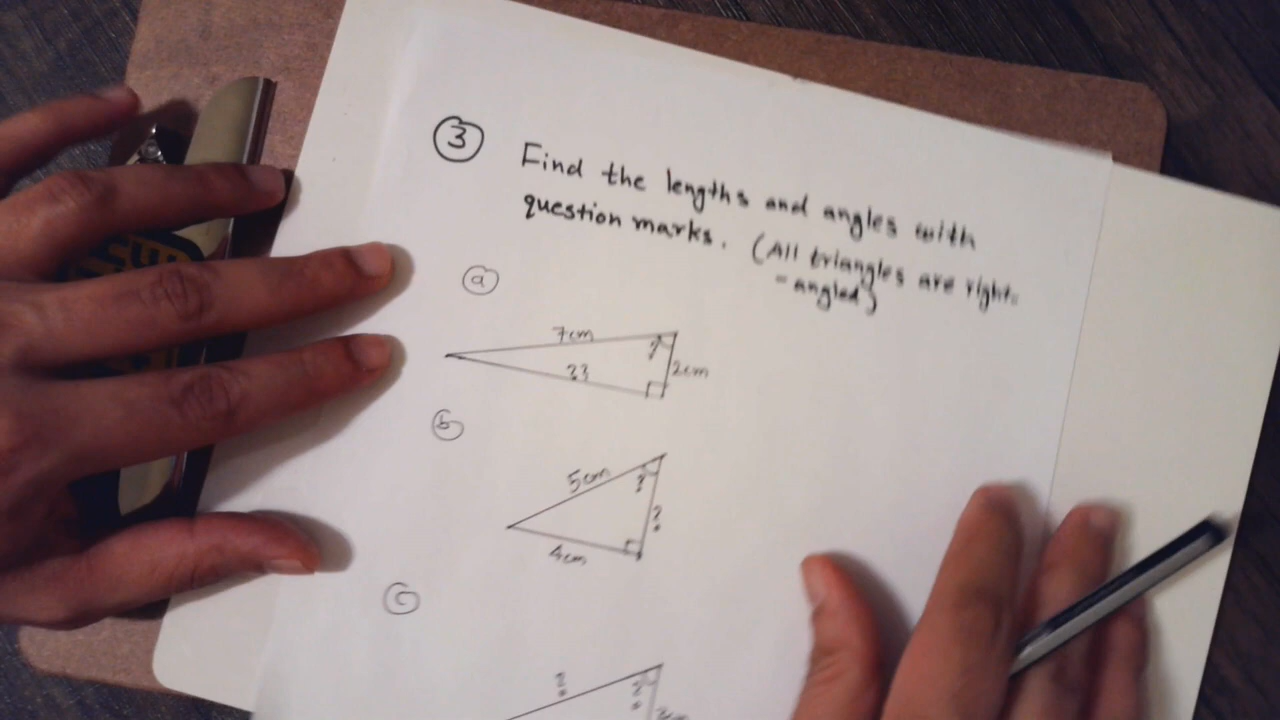 3 Find the lengths and angles with
question marks. (All triangles are right-
-angled)
a
7cm
?
??
2cm
b
5cm
?
?
4cm
c
?
?